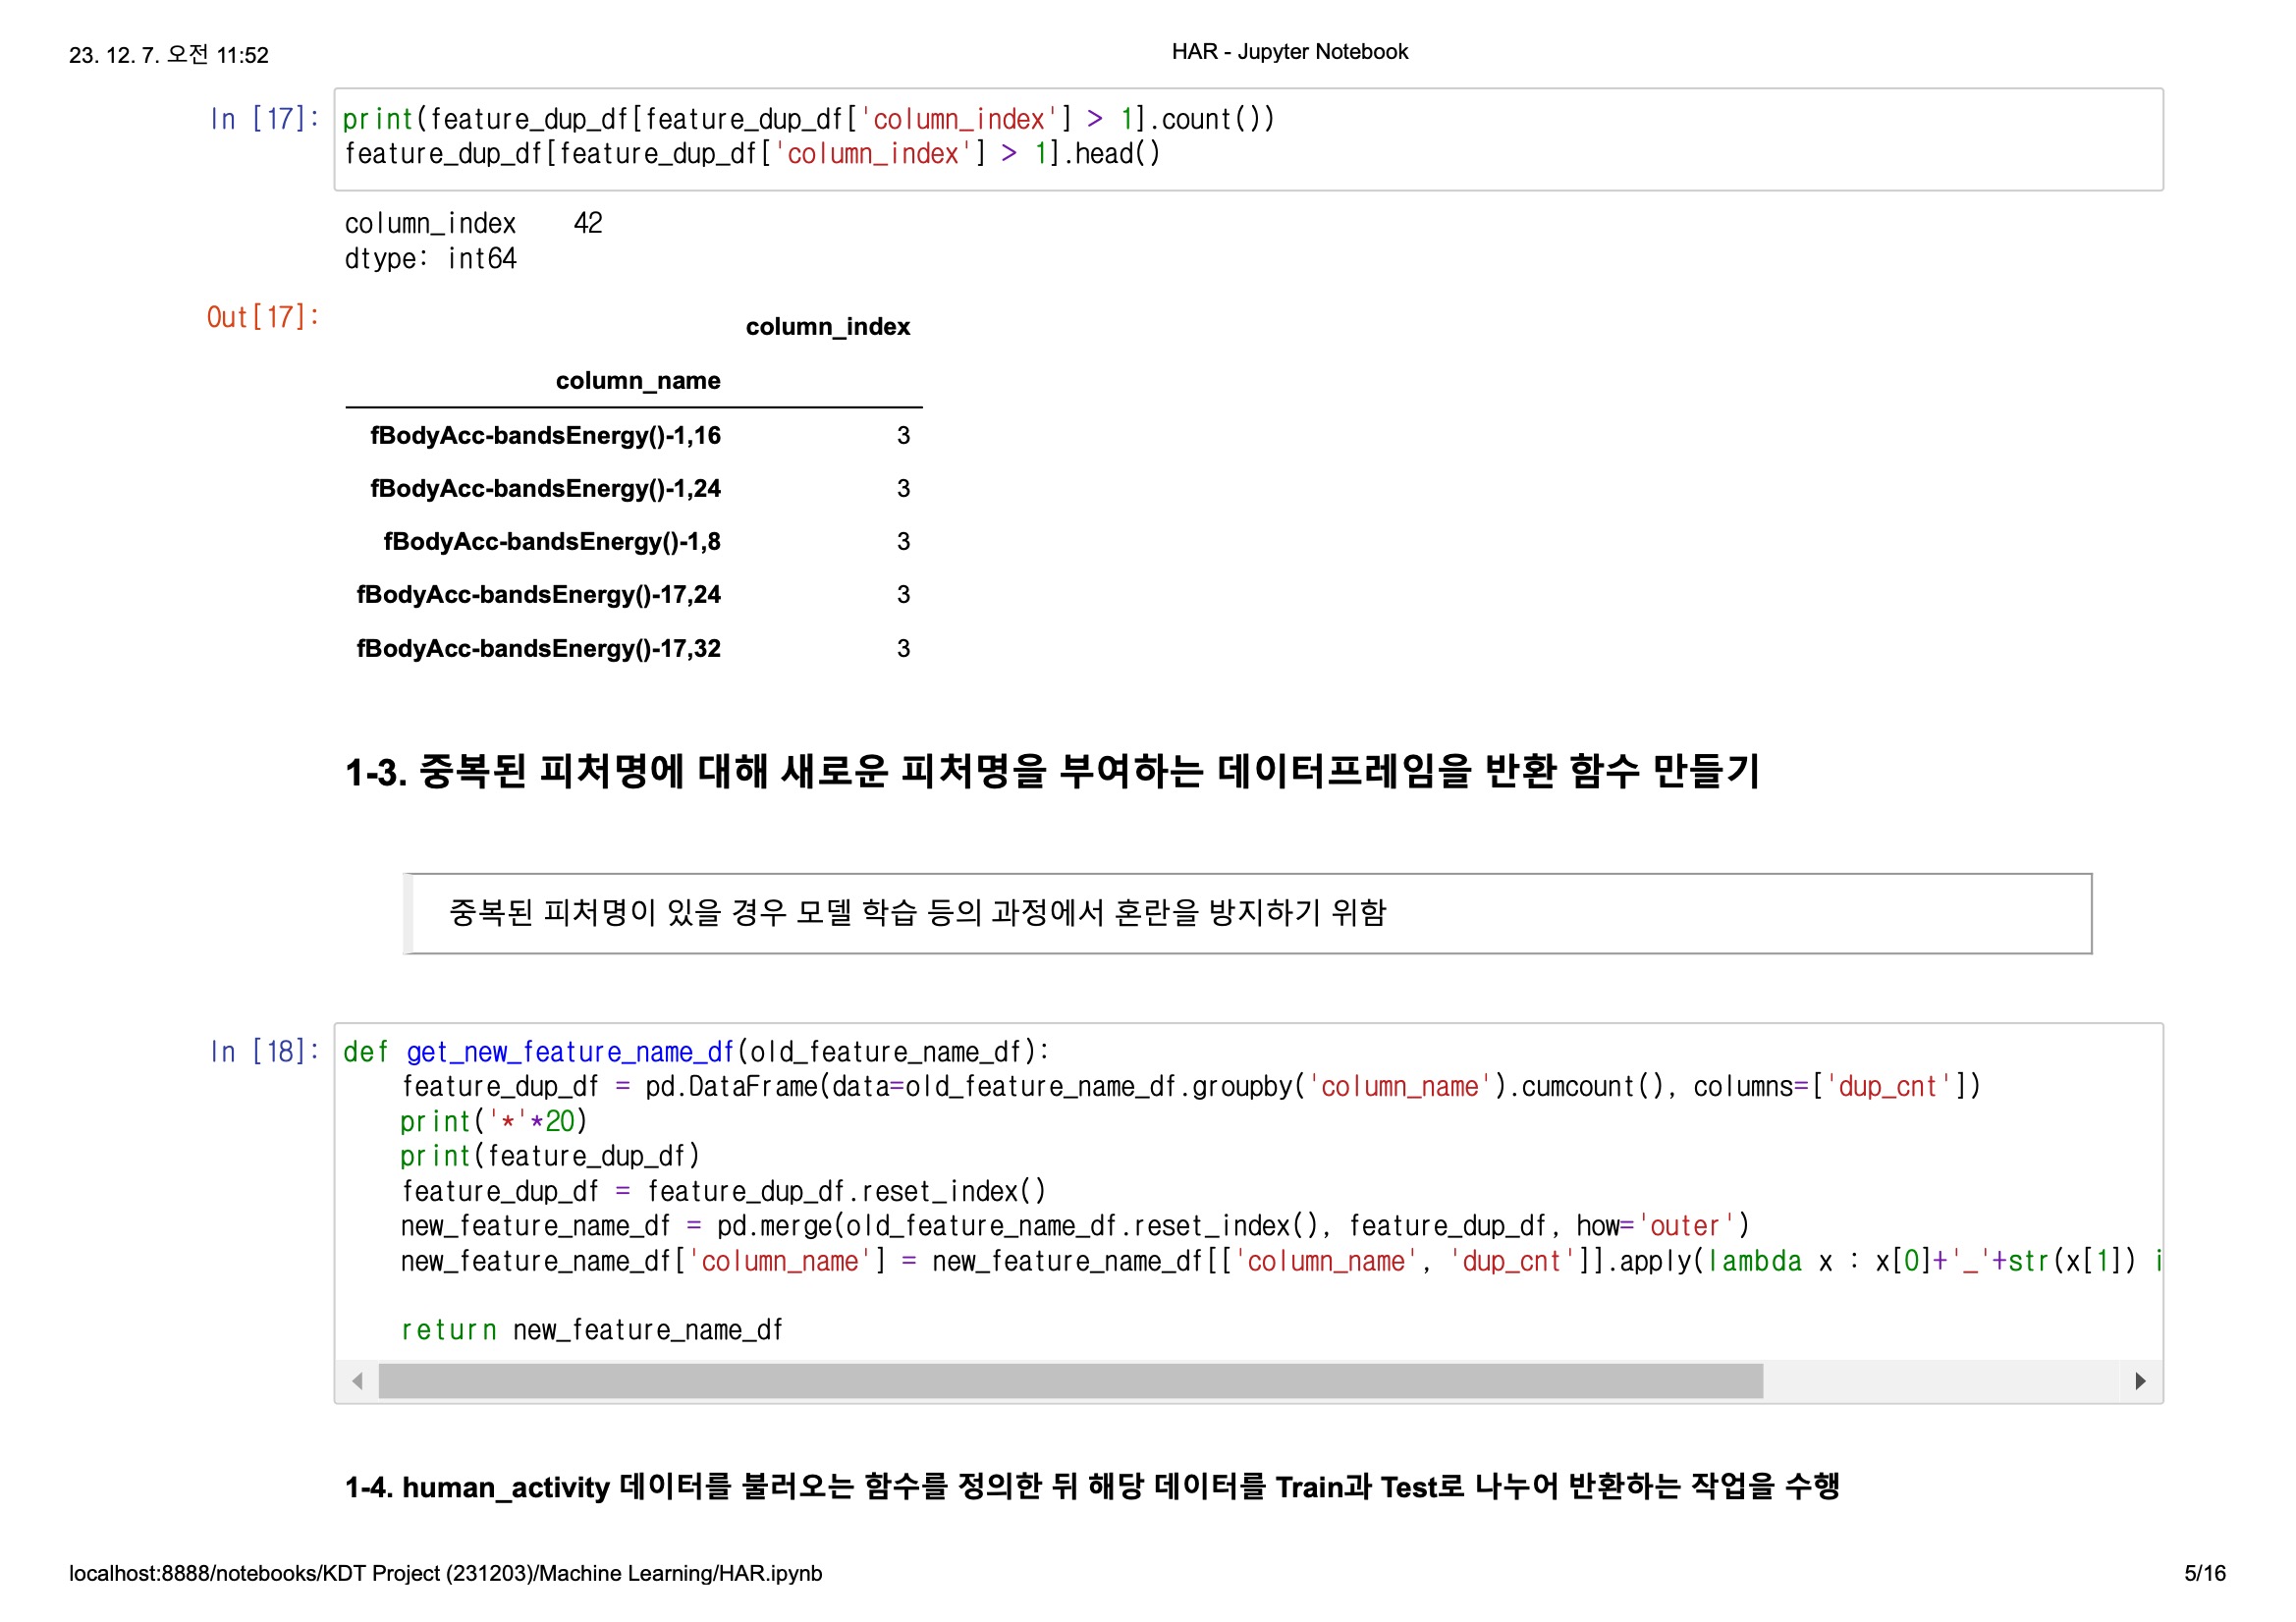 23. 12. 7. 오전 11:52
HAR - Jupyter Notebook
In [17]:
print(feature_dup_df[feature_dup_df['column_index'] > 1].count())
feature_dup_df[feature_dup_df['column_index'] > 1].head()
column_index    42
dtype: int64
Out[17]:
column_index
column_name
fBodyAcc-bandsEnergy()-1,16 3
fBodyAcc-bandsEnergy()-1,24 3
fBodyAcc-bandsEnergy()-1,8 3
fBodyAcc-bandsEnergy()-17,24 3
fBodyAcc-bandsEnergy()-17,32 3
1-3. 중복된 피처명에 대해 새로운 피처명을 부여하는 데이터프레임을 반환 함수 만들기
중복된 피처명이 있을 경우 모델 학습 등의 과정에서 혼란을 방지하기 위함
In [18]:
def get_new_feature_name_df(old_feature_name_df):
    feature_dup_df = pd.DataFrame(data=old_feature_name_df.groupby('column_name').cumcount(), columns=['dup_cnt'])
    print('*'*20)
    print(feature_dup_df)
    feature_dup_df = feature_dup_df.reset_index()
    new_feature_name_df = pd.merge(old_feature_name_df.reset_index(), feature_dup_df, how='outer')
    new_feature_name_df['column_name'] = new_feature_name_df[['column_name', 'dup_cnt']].apply(lambda x : x[0]+'_'+str(x[1]) i
    return new_feature_name_df
1-4. human_activity 데이터를 불러오는 함수를 정의한 뒤 해당 데이터를 Train과 Test로 나누어 반환하는 작업을 수행
localhost:8888/notebooks/KDT Project (231203)/Machine Learning/HAR.ipynb
5/16